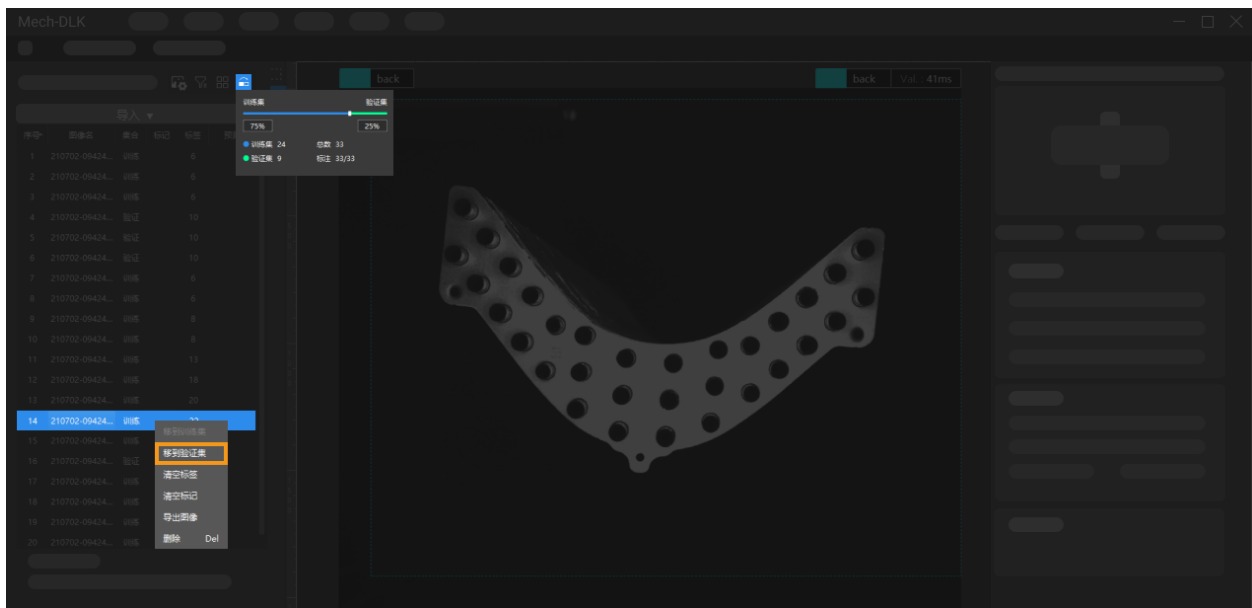 Mech-DLK
back
back Val.: 41ms
训练集 验证集
75% 25%
训练集 24 总数 33
验证集 9 标注 33/33
导入
序号 图像名 集合 标记 标签
1 210702-09424... 训练 6
2 210702-09424... 训练 6
3 210702-09424... 训练 6
4 210702-09424... 验证 10
5 210702-09424... 验证 10
6 210702-09424... 验证 10
7 210702-09424... 训练 6
8 210702-09424... 训练 6
9 210702-09424... 训练 8
10 210702-09424... 训练 8
11 210702-09424... 训练 13
12 210702-09424... 训练 18
13 210702-09424... 训练 20
14 210702-09424... 训练
15 210702-09424... 训练
16 210702-09424... 验证
17 210702-09424... 训练
18 210702-09424... 训练
19 210702-09424... 训练
20 210702-09424... 训练
移到训练集
移到验证集
清空标签
清空标记
导出图像
删除 Del